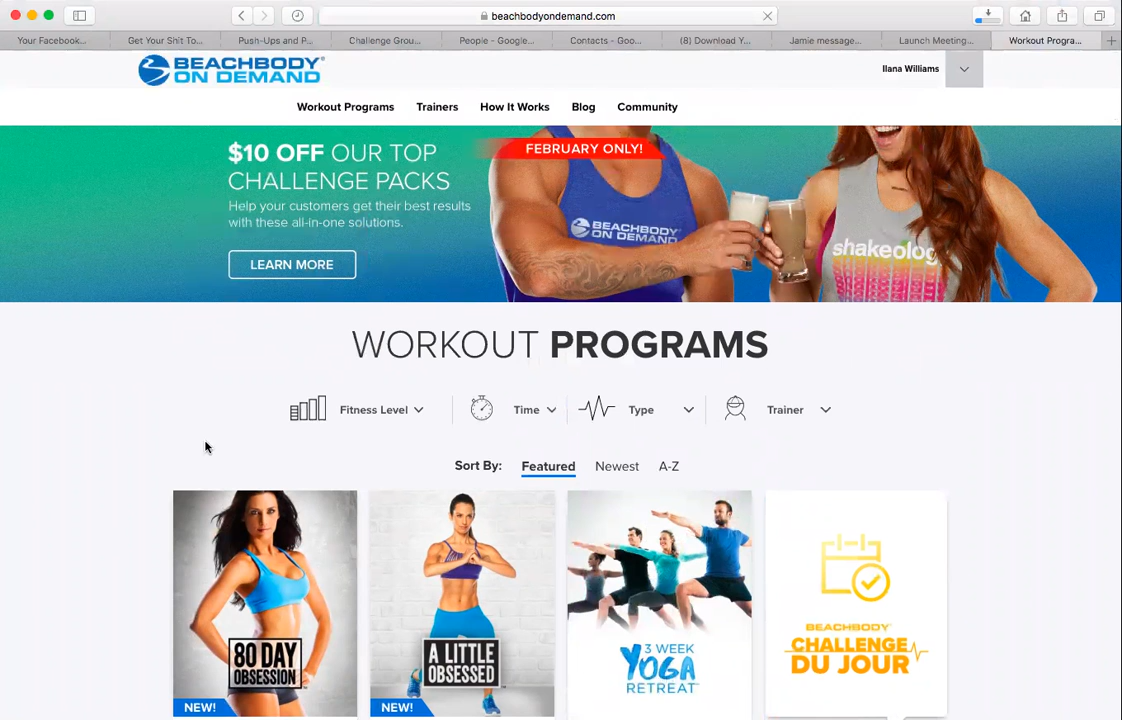 beachbodyondemand.com
Your Facebook...
Get Your Shit To...
Push-Ups and P...
Challenge Grou...
People - Google...
Contacts - Goo...
(8) Download Y...
Jamie message...
Launch Meeting...
Workout Progra...
BEACHBODY®
ON DEMAND
Ilana Williams
Workout Programs
Trainers
How It Works
Blog
Community
$10 OFF OUR TOP
CHALLENGE PACKS
Help your customers get their best results
with these all-in-one solutions.
LEARN MORE
FEBRUARY ONLY!
BEACHBODY
ON DEMAND
shakeolog
WORKOUT PROGRAMS
Fitness Level
Time
Type
Trainer
Sort By:
Featured
Newest
A-Z
80 DAY
OBSESSION
NEW!
A LITTLE
OBSESSED
NEW!
3 WEEK
YOGA
RETREAT
BEACHBODY
CHALLENGE
DU JOUR